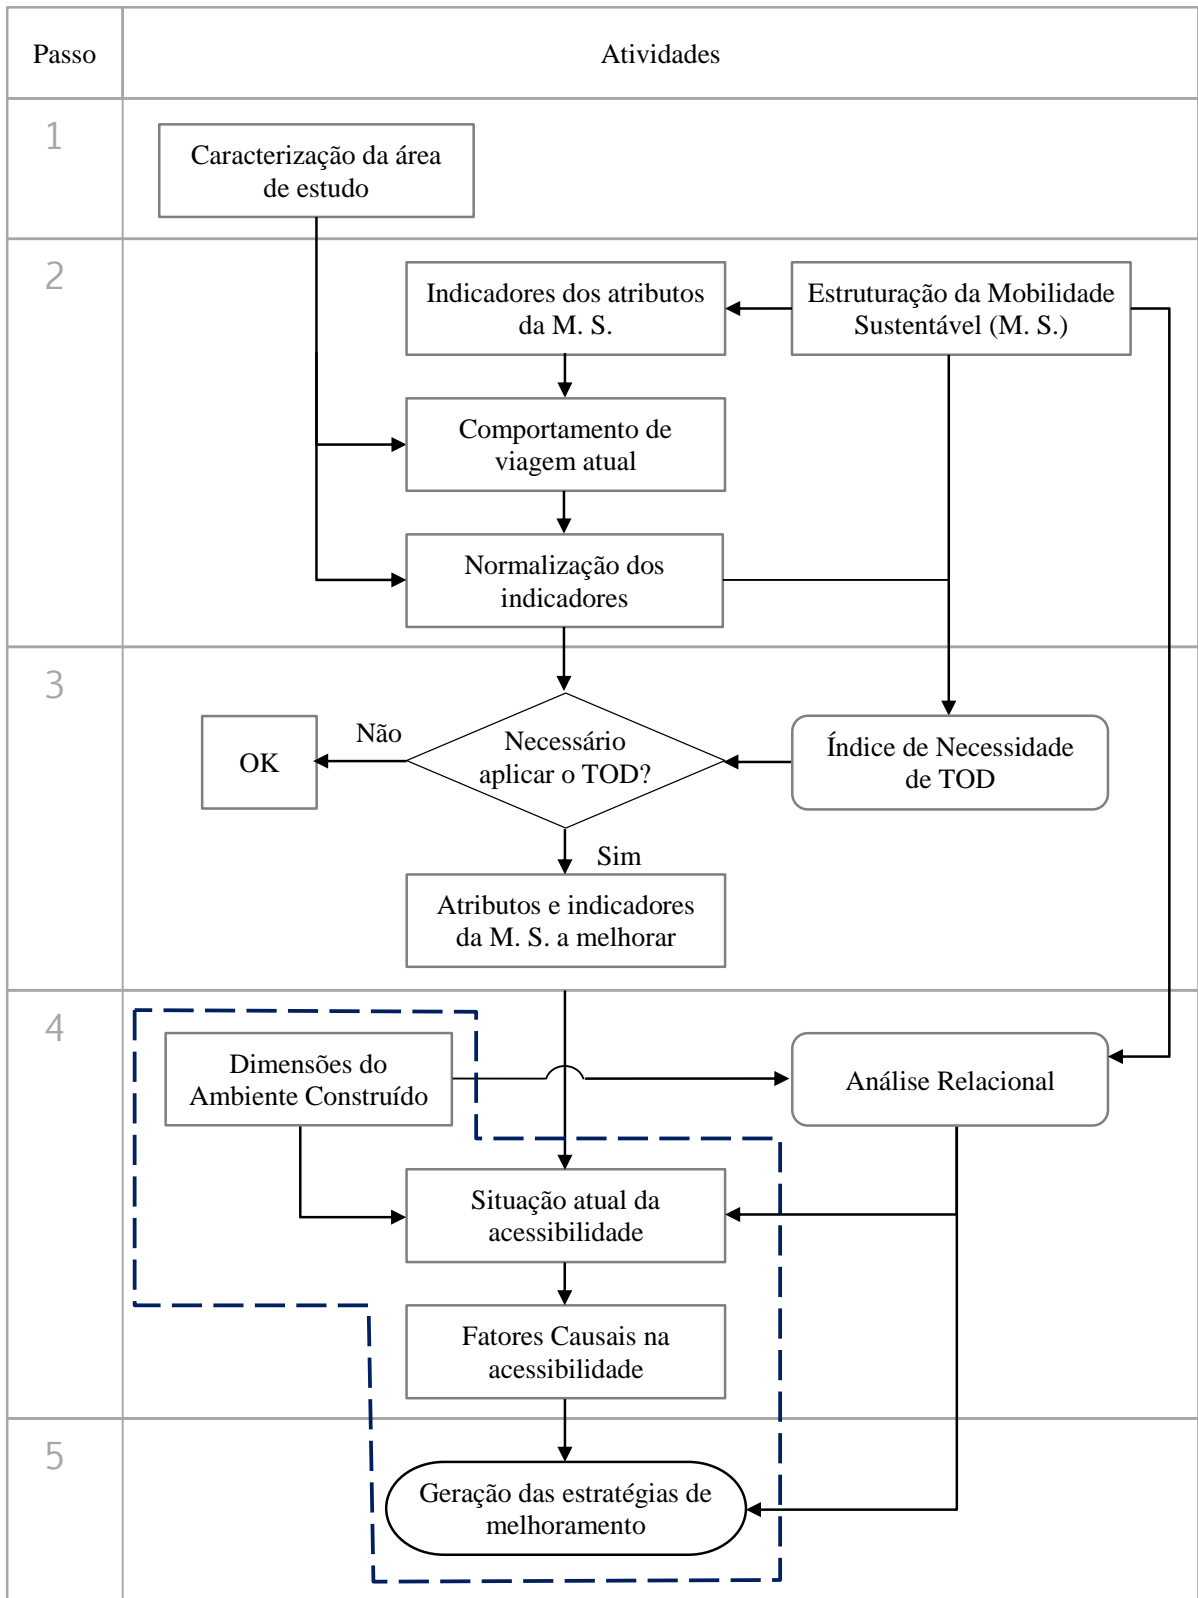 Passo
Atividades
1
Caracterização da área
de estudo
2
Indicadores dos atributos
da M. S.
Estruturação da Mobilidade
Sustentável (M. S.)
Comportamento de
viagem atual
Normalização dos
indicadores
3
OK
Não
Necessário
aplicar o TOD?
Índice de Necessidade
de TOD
Sim
Atributos e indicadores
da M. S. a melhorar
4
Dimensões do
Ambiente Construído
Análise Relacional
Situação atual da
acessibilidade
Fatores Causais na
acessibilidade
5
Geração das estratégias de
melhoramento